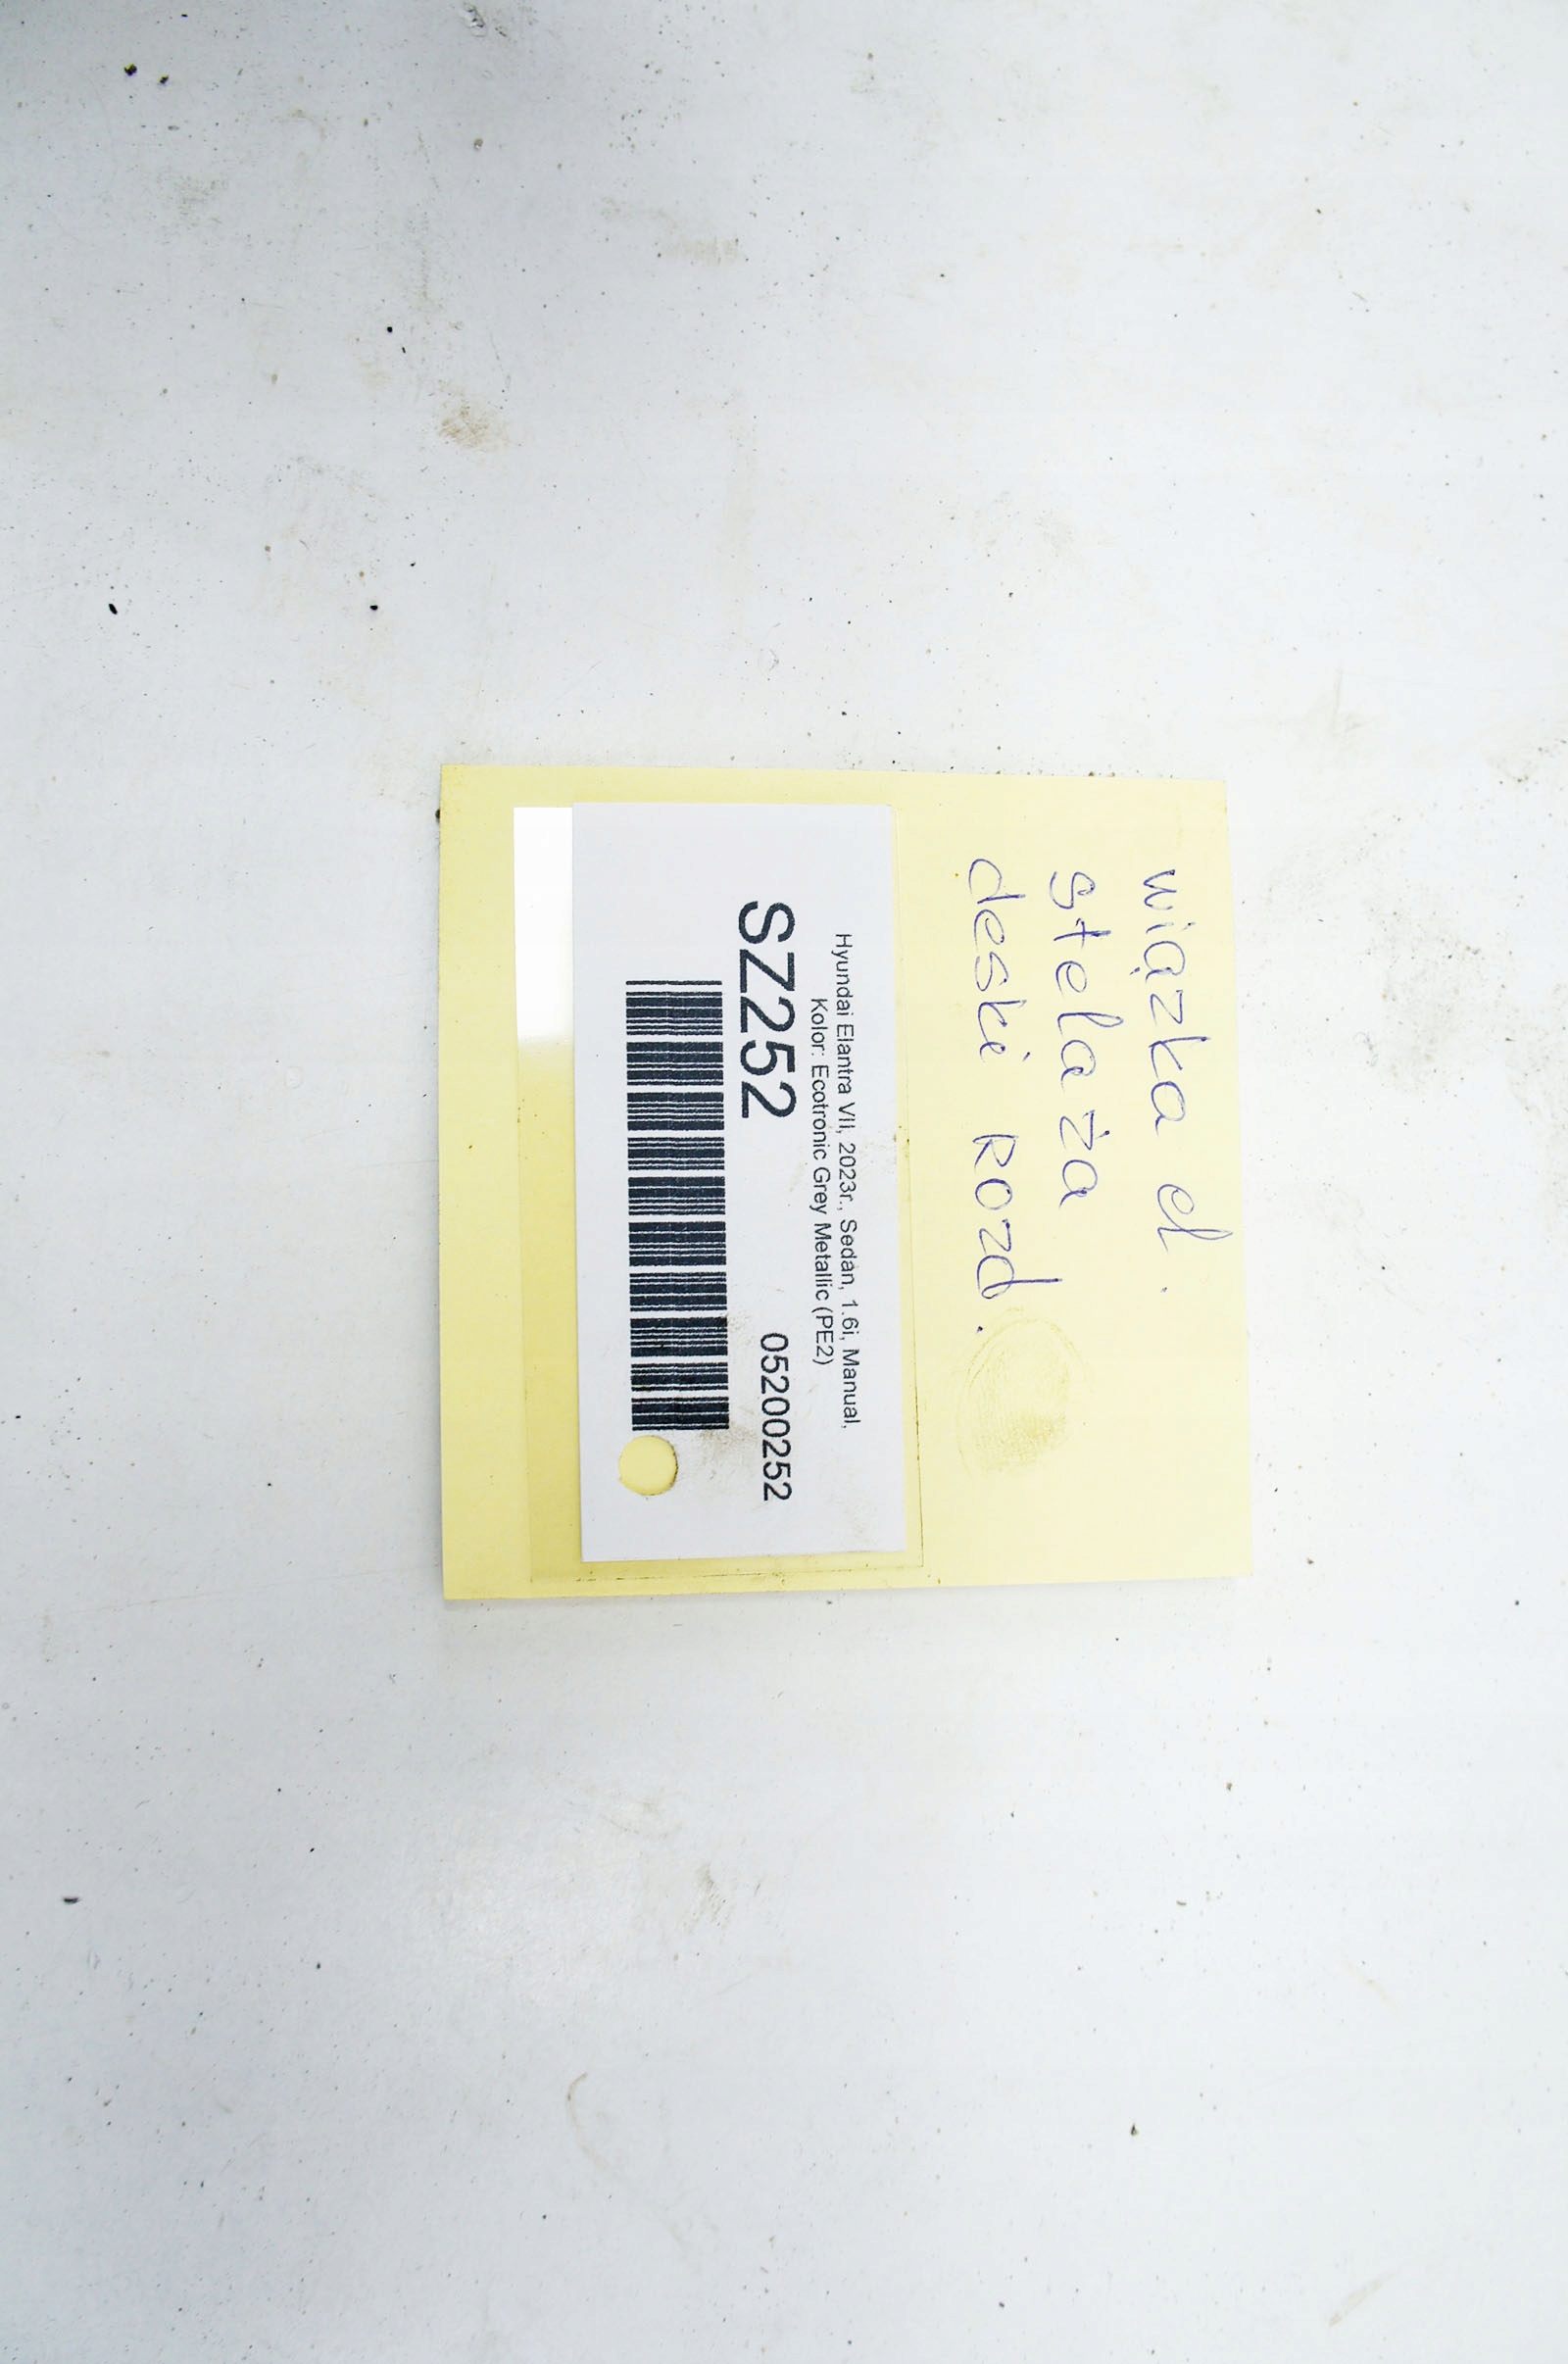 wiązka el.
stelaża
deski Rozd.
Hyundai Elantra VII, 2023r., Sedan, 1.6i, Manual,
Kolor: Ecotronic Grey Metallic (PE2)
SZ252 05200252